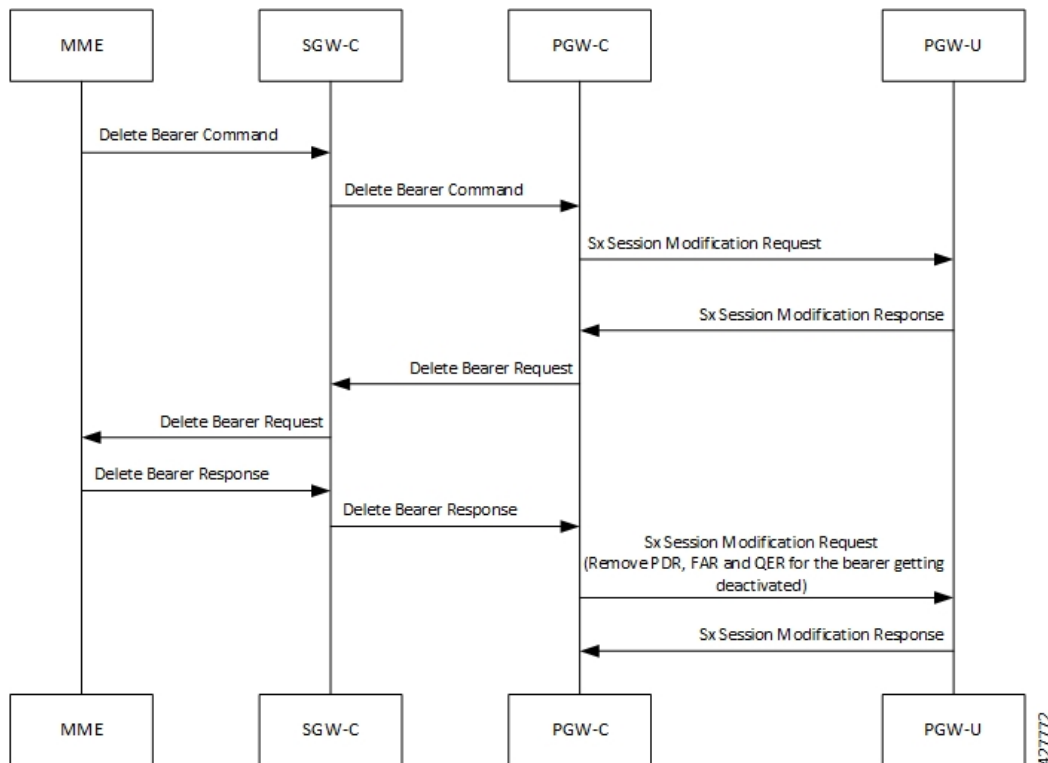 MME
SGW-C
PGW-C
PGW-U
Delete Bearer Command
Delete Bearer Command
Sx Session Modification Request
Sx Session Modification Response
Delete Bearer Request
Delete Bearer Request
Delete Bearer Response
Delete Bearer Response
Sx Session Modification Request
(Remove PDR, FAR and QER for the bearer getting
deactivated)
Sx Session Modification Response
MME
SGW-C
PGW-C
PGW-U
427772